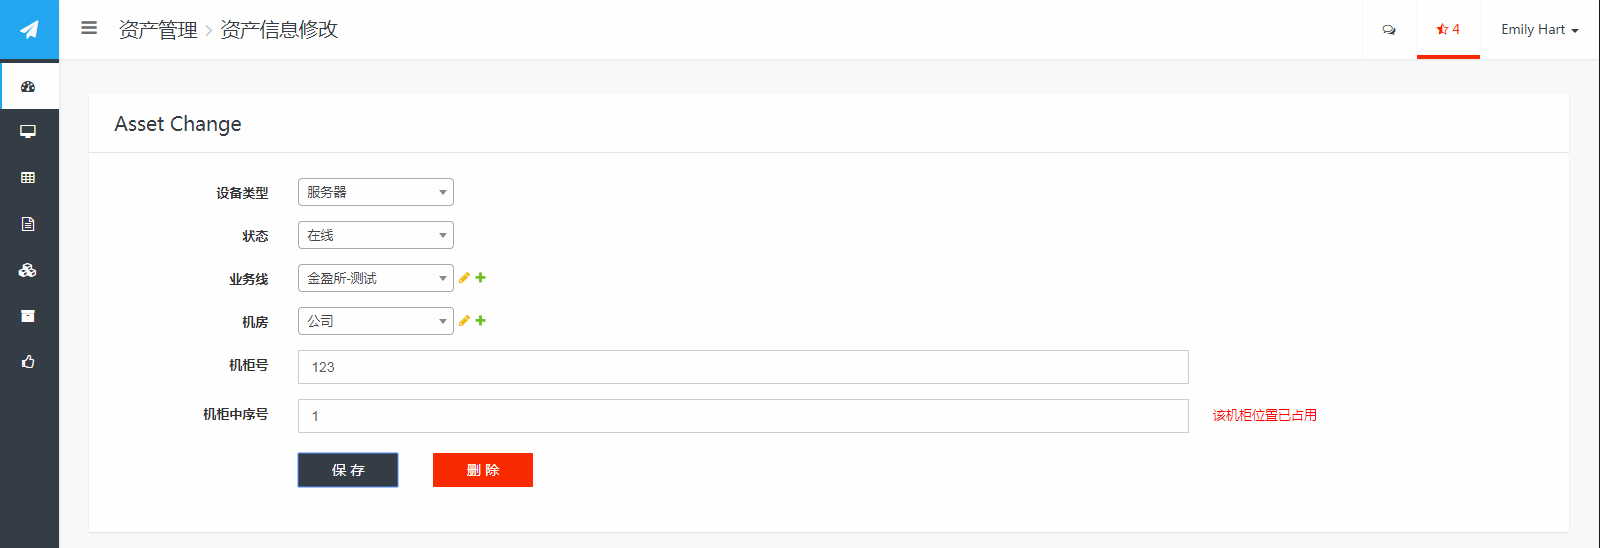 资产管理 > 资产信息修改
4
Emily Hart
Asset Change
设备类型 服务器
状态 在线
业务线 金盈所-测试
机房 公司
机柜号 123
机柜中序号 1 该机柜位置已占用
保 存 删 除